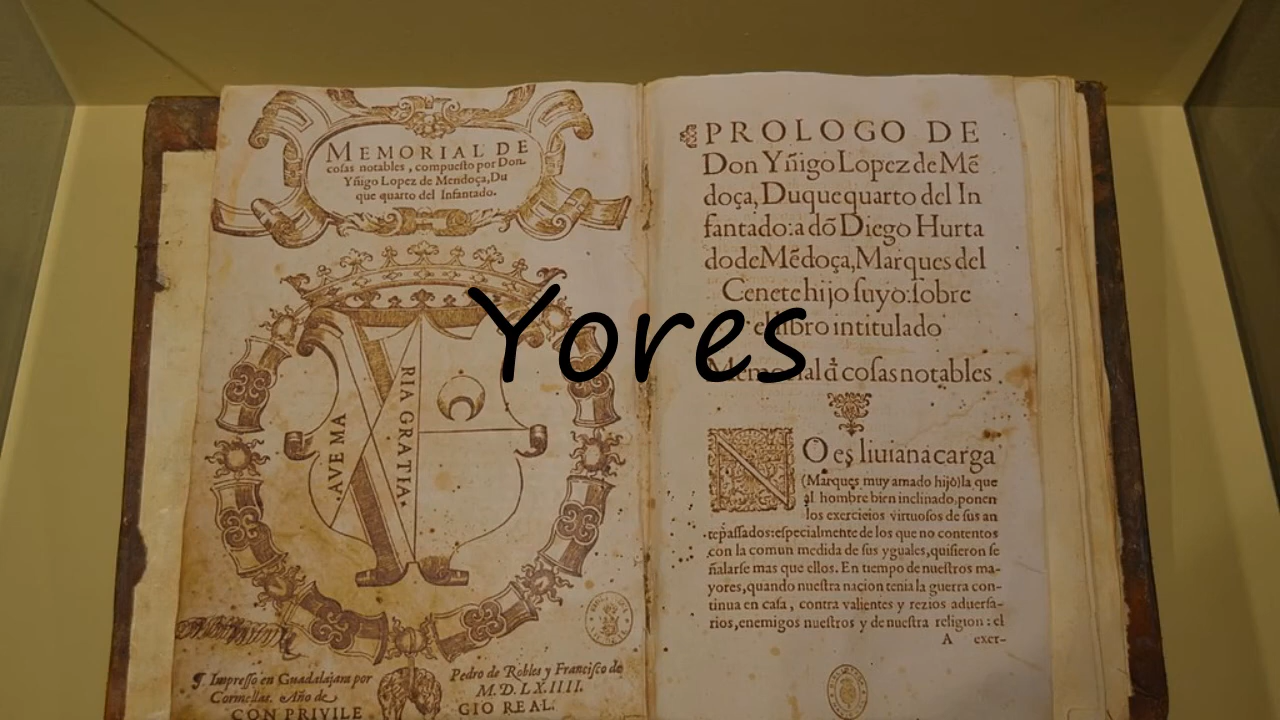 MEMORIAL DE
coſas notables, compueſto por Don
Yñigo Lopez de Mendoça, Du
que quarto del Infantado.
AVE MA
RIA GRATIA
J. Impreſſo en Guadalajara por
Cormellas. Año de
CON PRIVILE
Pedro de Robles y Franciſco de
M. D. LXIIII.
GIO REAL.
PROLOGO DE
Don Yñigo Lopez de Mẽ
doça, Duque quarto del In
fantado: a dõ Diego Hurta
do de Mẽdoça, Marques del
Cenete hijo ſuyo: ſobre
el libro intitulado
Memorial đ coſas notables
NO es liuiana carga
(Marques muy amado hijo) la que
al hombre bien inclinado, ponen
los exercicios virtuoſos de ſus an
tepaſſados: eſpecialmente de los que no contentos
con la comun medida de ſus yguales, quiſieron ſe
ñalarſe mas que ellos. En tiempo de nueſtros ma-
yores, quando nueſtra nacion tenia la guerra con-
tinua en caſa, contra valientes y rezios aduerſa-
rios, enemigos nueſtros y de nueſtra religion: el
A exer-
Yores